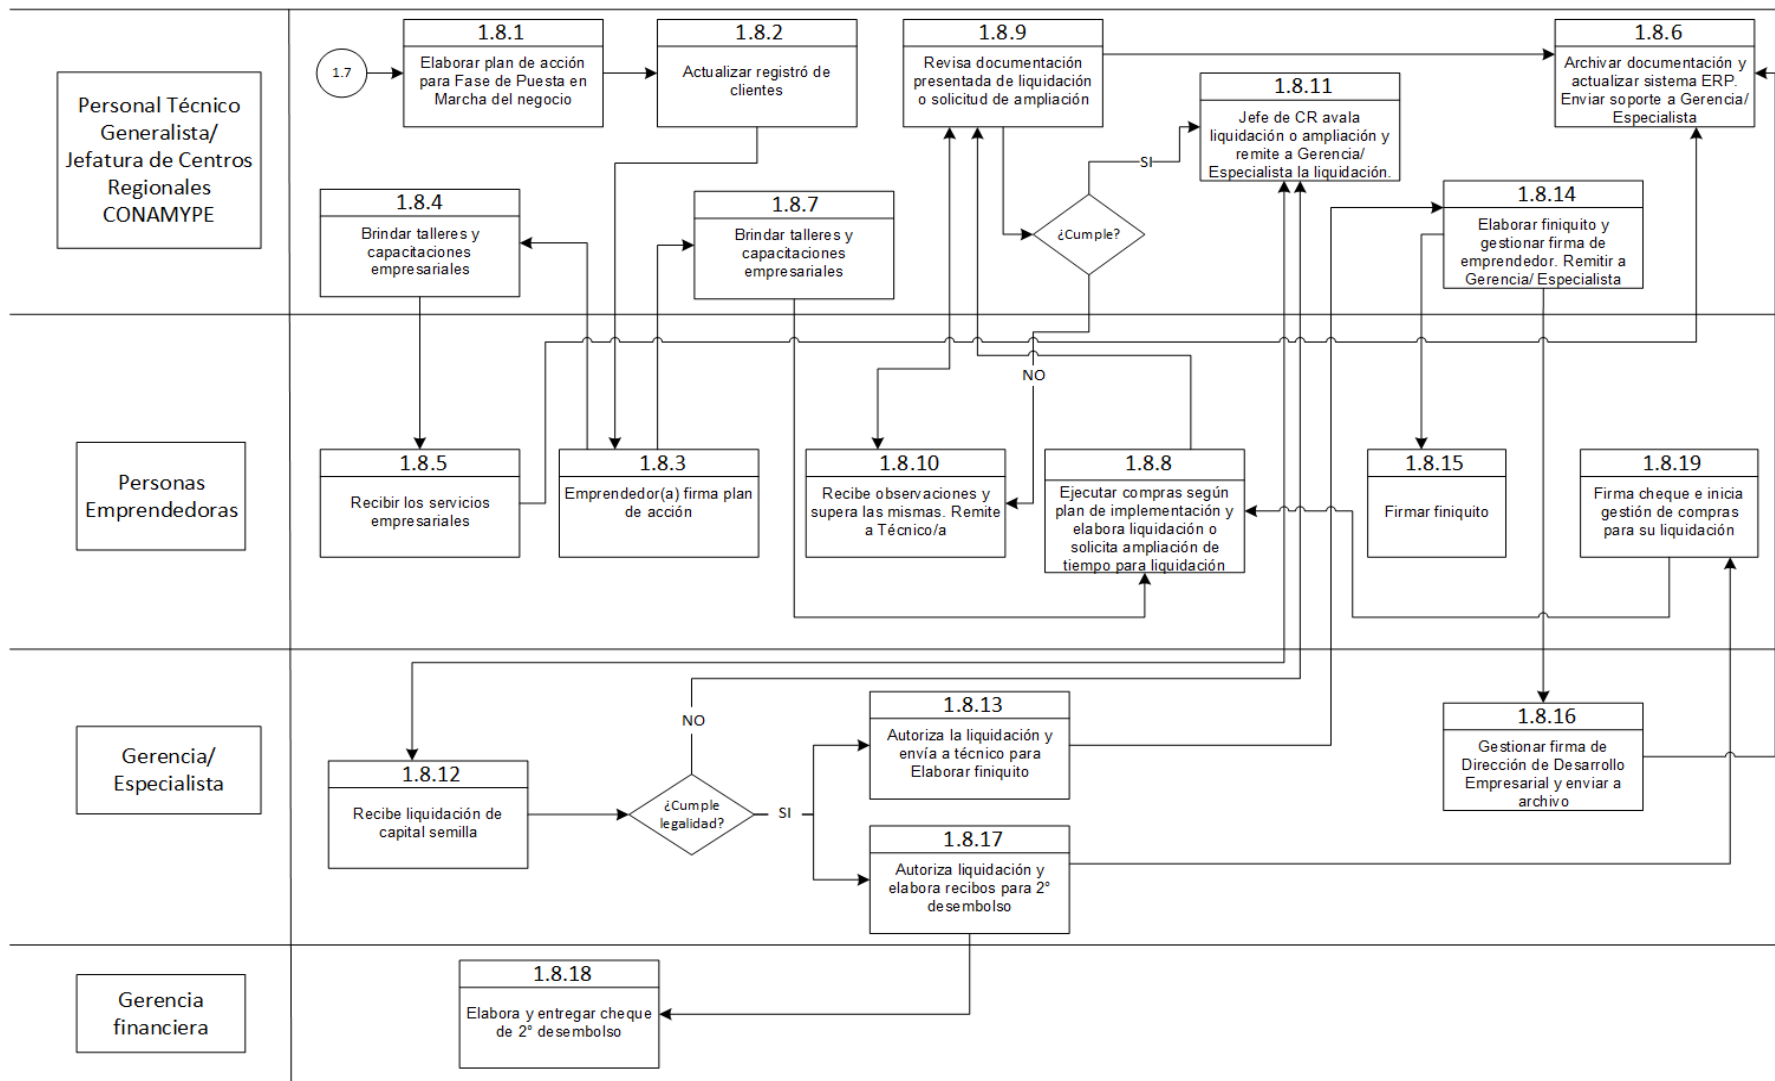 Personal Técnico
Generalista/
Jefatura de Centros
Regionales
CONAMYPE
1.7
1.8.1
Elaborar plan de acción
para Fase de Puesta en
Marcha del negocio
1.8.2
Actualizar registró de
clientes
1.8.9
Revisa documentación
presentada de liquidación
o solicitud de ampliación
1.8.11
Jefe de CR avala
liquidación o ampliación y
remite a Gerencia/
Especialista la liquidación.
1.8.6
Archivar documentación y
actualizar sistema ERP.
Enviar soporte a Gerencia/
Especialista
1.8.4
Brindar talleres y
capacitaciones
empresariales
1.8.7
Brindar talleres y
capacitaciones
empresariales
¿Cumple?
SI
NO
1.8.14
Elaborar finiquito y
gestionar firma de
emprendedor. Remitir a
Gerencia/ Especialista
Personas
Emprendedoras
1.8.5
Recibir los servicios
empresariales
1.8.3
Emprendedor(a) firma plan
de acción
1.8.10
Recibe observaciones y
supera las mismas. Remite
a Técnico/a
1.8.8
Ejecutar compras según
plan de implementación y
elabora liquidación o
solicita ampliación de
tiempo para liquidación
1.8.15
Firmar finiquito
1.8.19
Firma cheque e inicia
gestión de compras
para su liquidación
Gerencia/
Especialista
1.8.12
Recibe liquidación de
capital semilla
NO
¿Cumple
legalidad?
SI
1.8.13
Autoriza la liquidación y
envía a técnico para
Elaborar finiquito
1.8.17
Autoriza liquidación y
elabora recibos para 2°
desembolso
1.8.16
Gestionar firma de
Dirección de Desarrollo
Empresarial y enviar a
archivo
Gerencia
financiera
1.8.18
Elabora y entregar cheque
de 2° desembolso